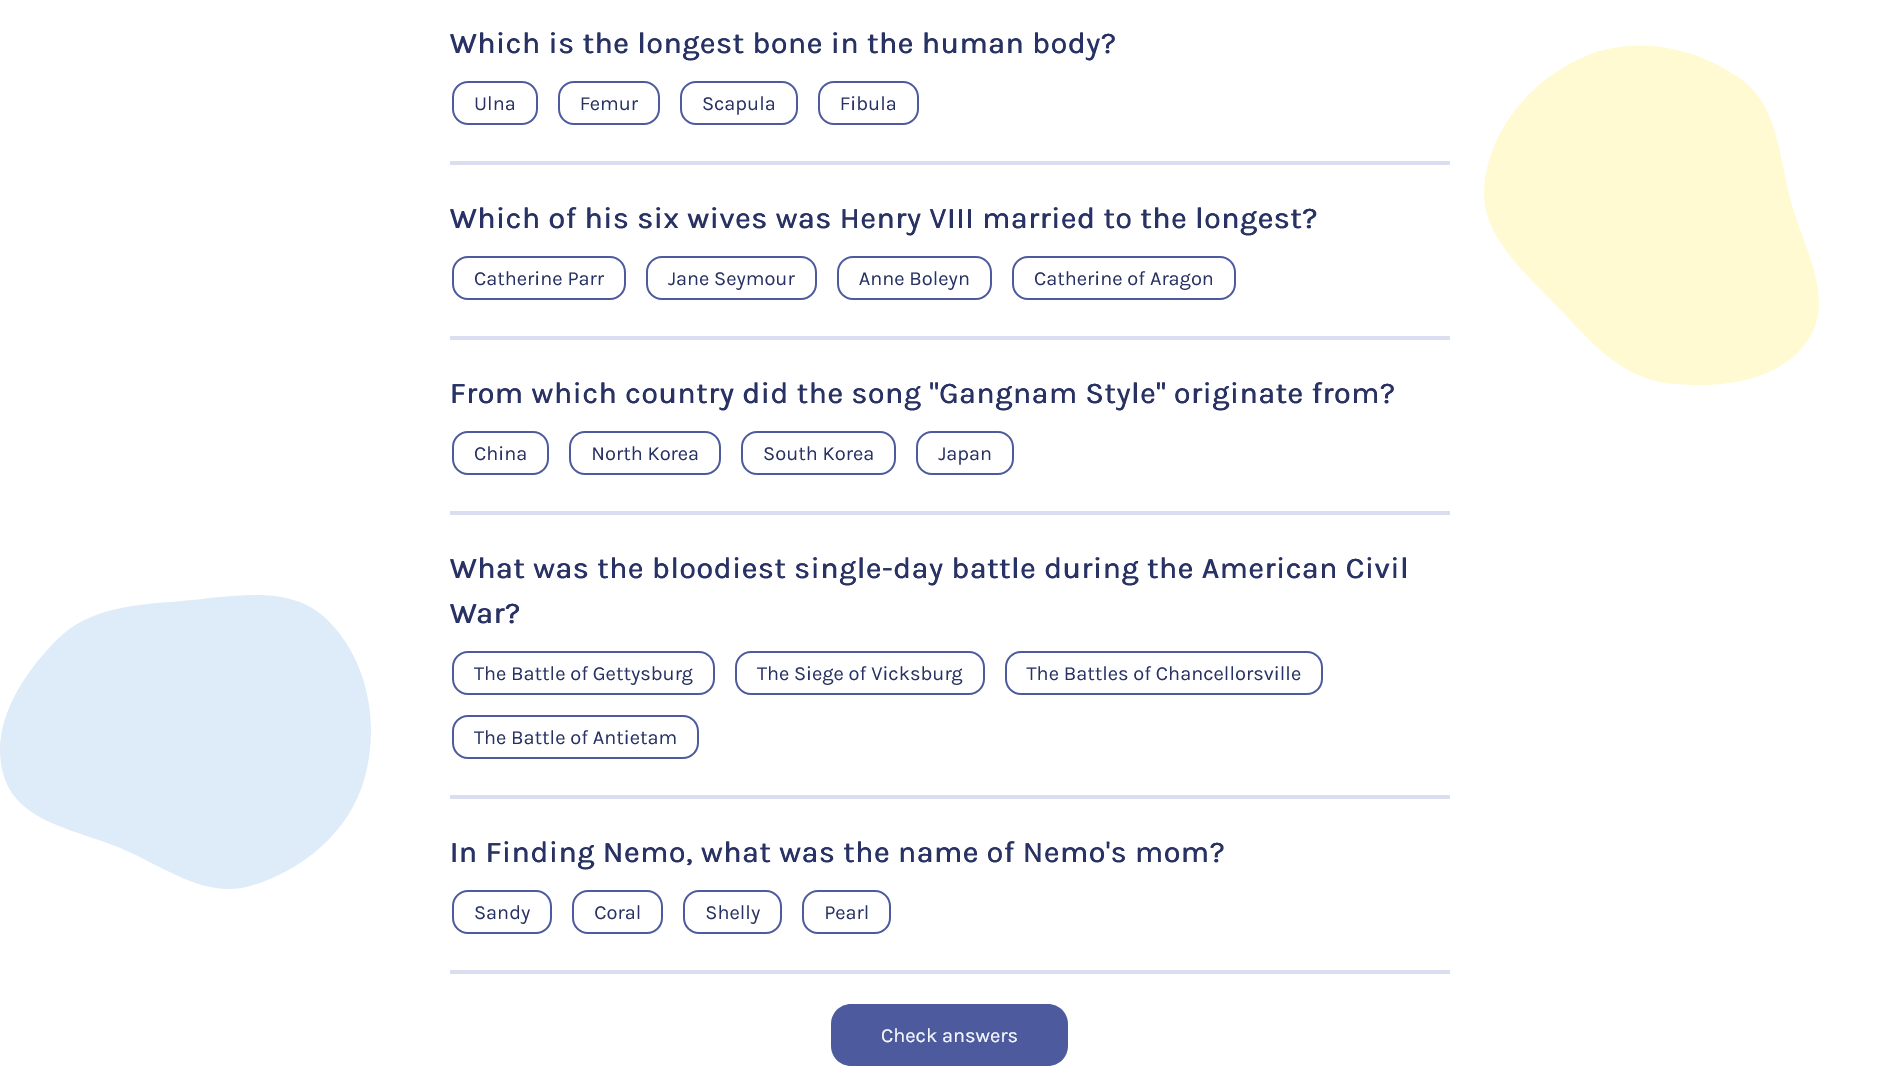 Which is the longest bone in the human body?
Ulna Femur Scapula Fibula
Which of his six wives was Henry VIII married to the longest?
Catherine Parr Jane Seymour Anne Boleyn Catherine of Aragon
From which country did the song "Gangnam Style" originate from?
China North Korea South Korea Japan
What was the bloodiest single-day battle during the American Civil
War?
The Battle of Gettysburg The Siege of Vicksburg The Battles of Chancellorsville
The Battle of Antietam
In Finding Nemo, what was the name of Nemo's mom?
Sandy Coral Shelly Pearl
Check answers